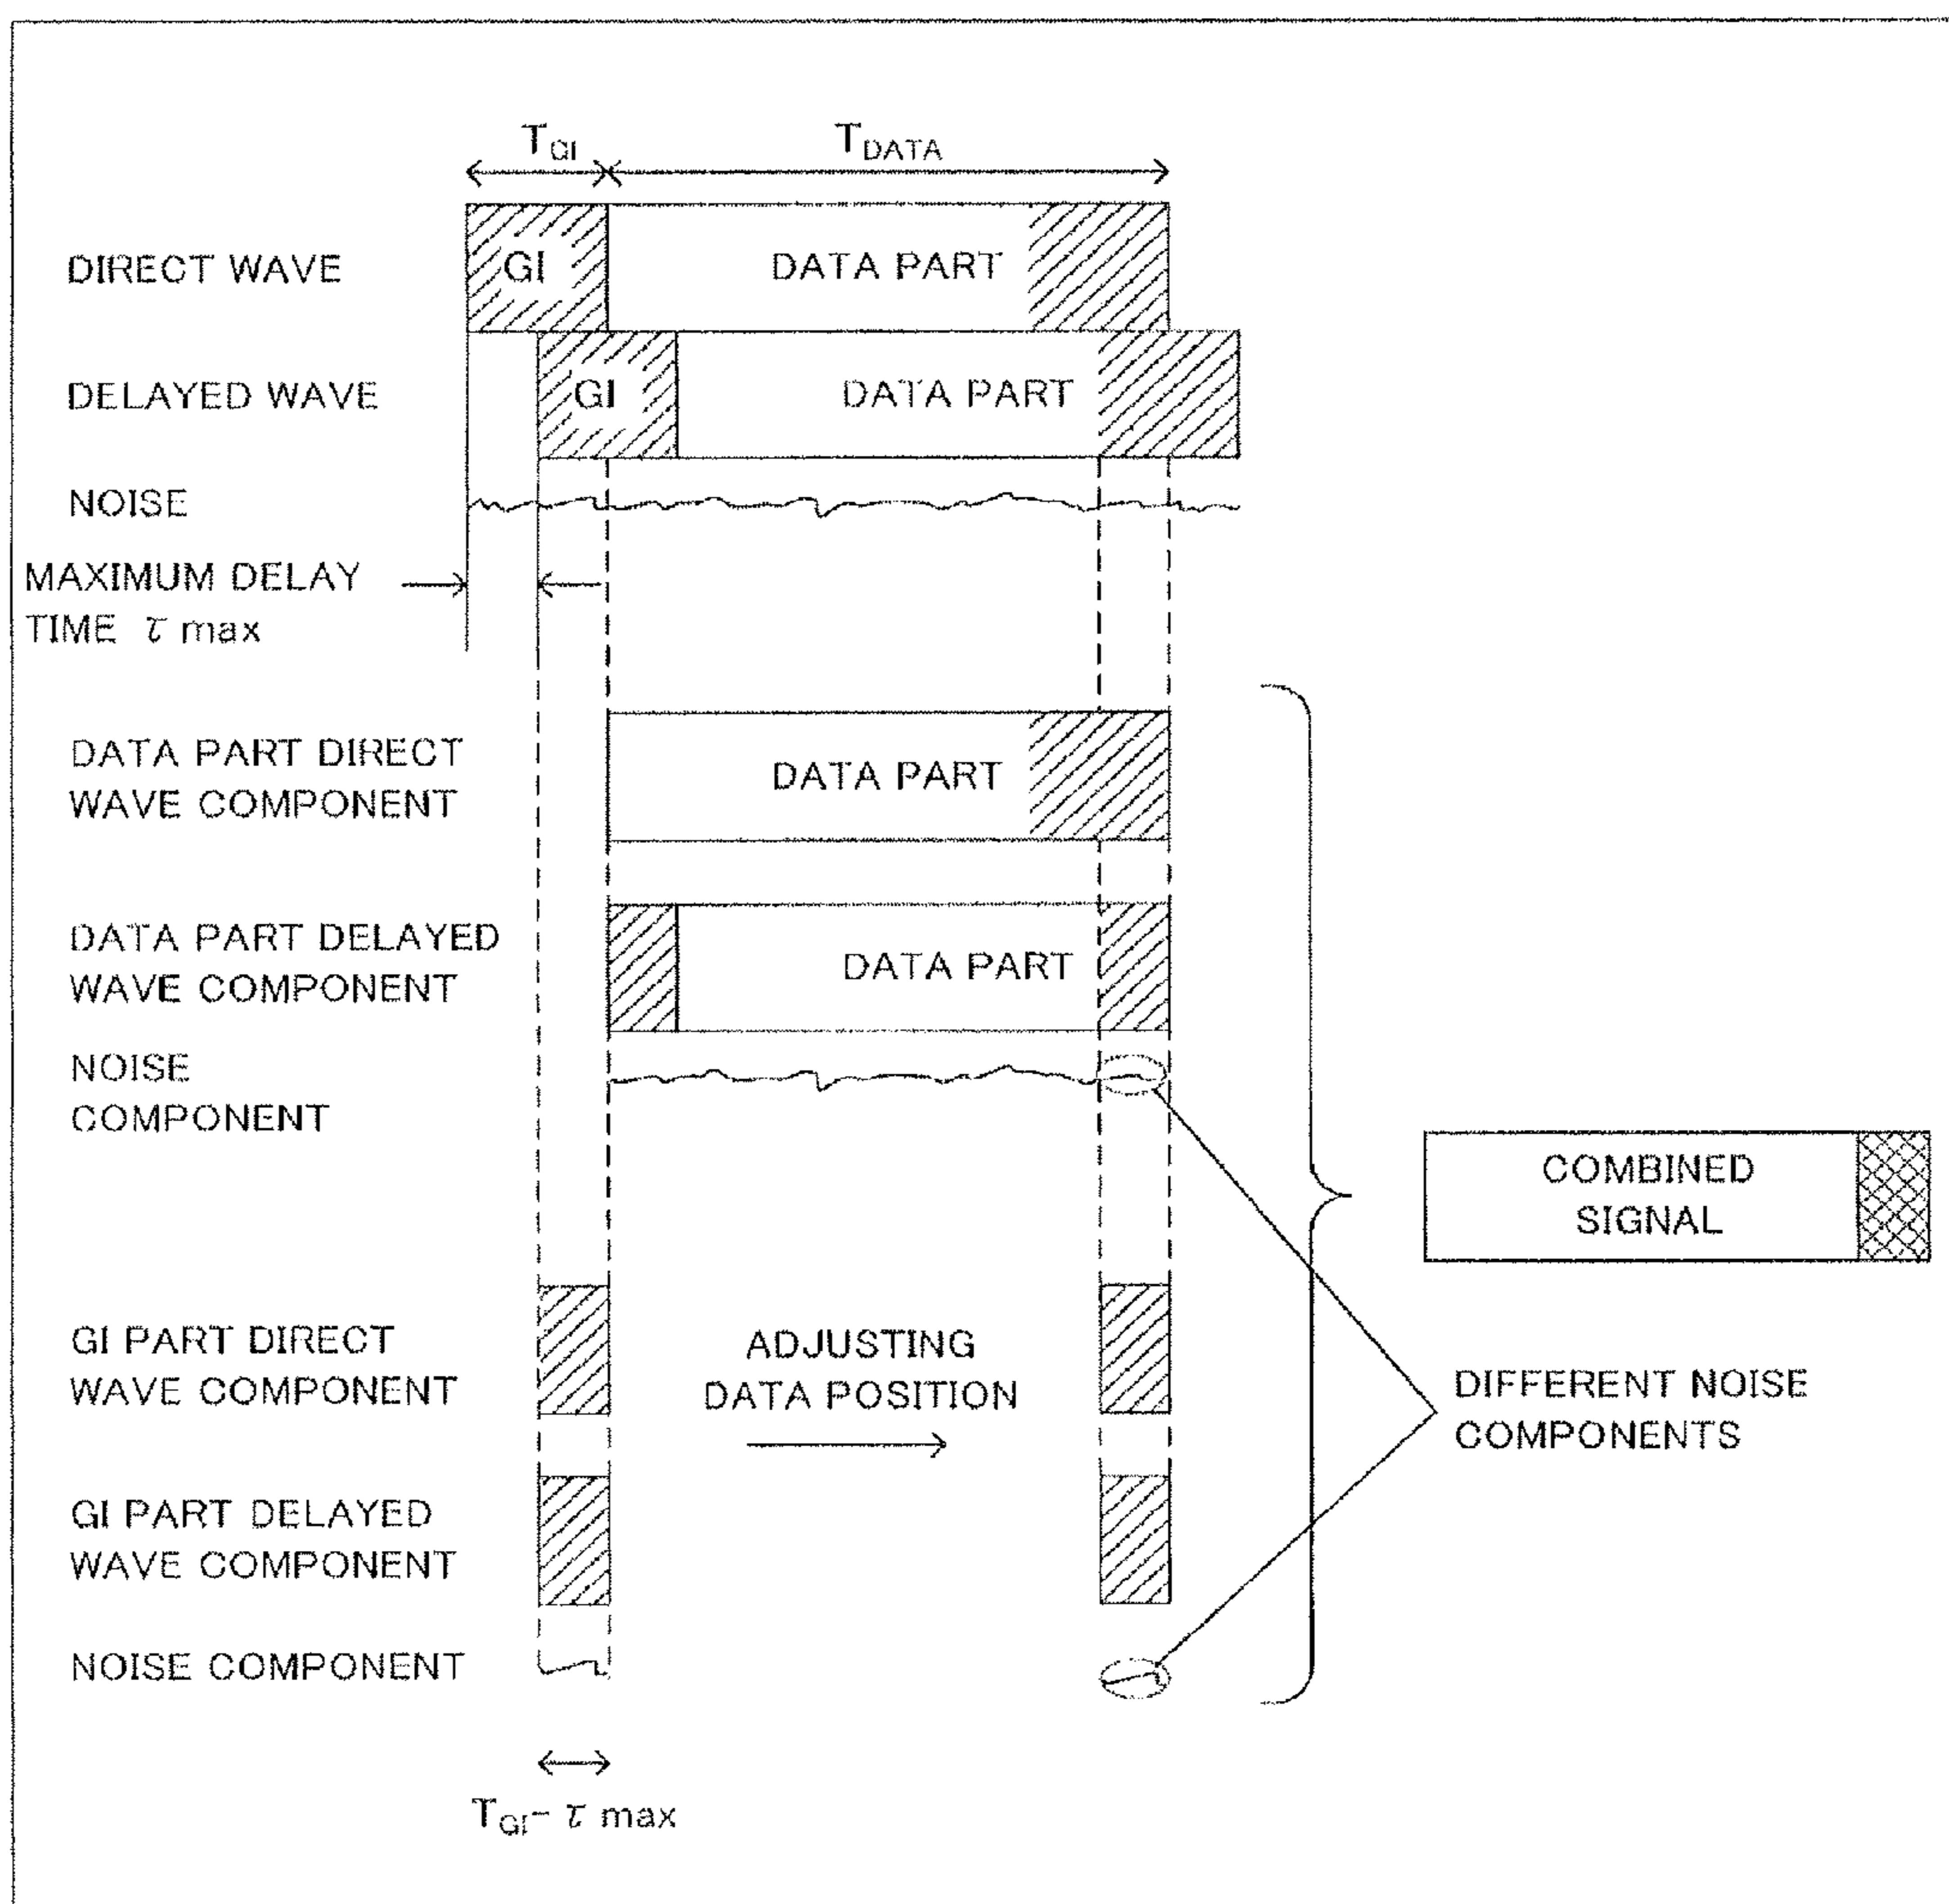 T_GI T_DATA
DIRECT WAVE GI DATA PART
DELAYED WAVE GI DATA PART
NOISE
MAXIMUM DELAY
TIME τ max
DATA PART DIRECT
WAVE COMPONENT
DATA PART
DATA PART DELAYED
WAVE COMPONENT
DATA PART
NOISE
COMPONENT
COMBINED
SIGNAL
GI PART DIRECT
WAVE COMPONENT
ADJUSTING
DATA POSITION
DIFFERENT NOISE
COMPONENTS
GI PART DELAYED
WAVE COMPONENT
NOISE COMPONENT
T_GI- τ max